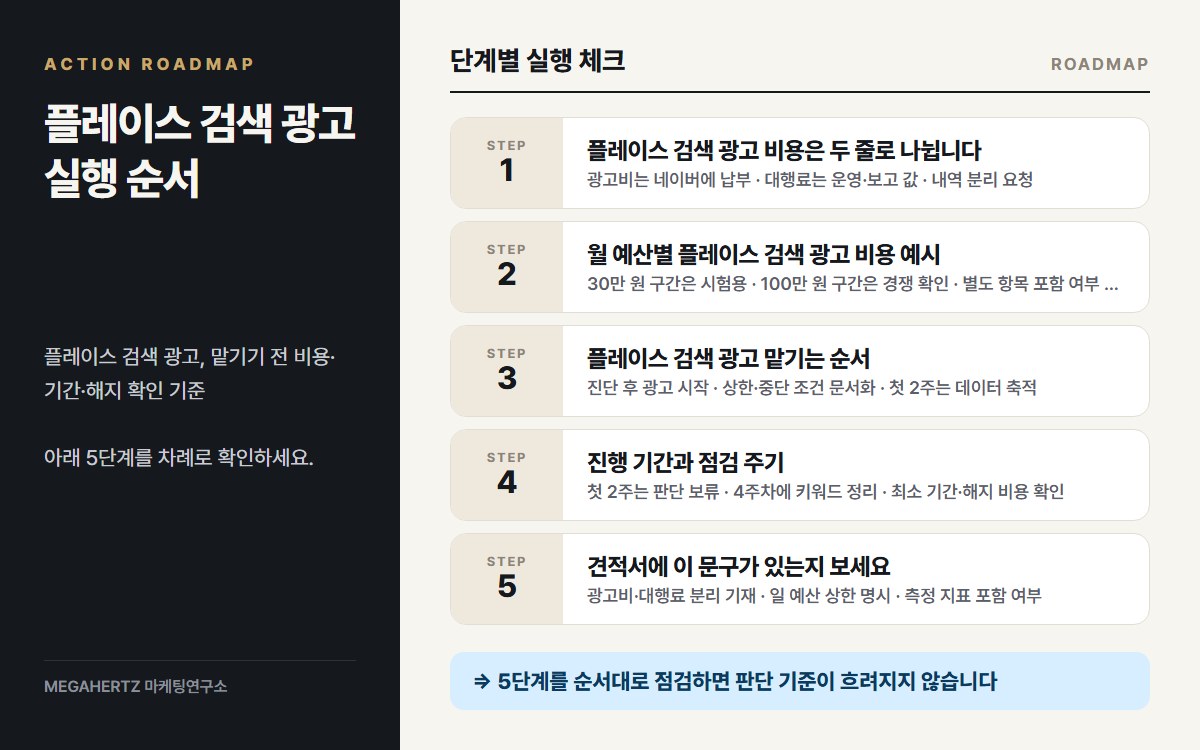 ACTION ROADMAP
플레이스 검색 광고
실행 순서
플레이스 검색 광고, 맡기기 전 비용·
기간·해지 확인 기준
아래 5단계를 차례로 확인하세요.
MEGAHERTZ 마케팅연구소
단계별 실행 체크
ROADMAP
STEP
1
플레이스 검색 광고 비용은 두 줄로 나뉩니다
광고비는 네이버에 납부 · 대행료는 운영·보고 값 · 내역 분리 요청
STEP
2
월 예산별 플레이스 검색 광고 비용 예시
30만 원 구간은 시험용 · 100만 원 구간은 경쟁 확인 · 별도 항목 포함 여부 ...
STEP
3
플레이스 검색 광고 맡기는 순서
진단 후 광고 시작 · 상한·중단 조건 문서화 · 첫 2주는 데이터 축적
STEP
4
진행 기간과 점검 주기
첫 2주는 판단 보류 · 4주차에 키워드 정리 · 최소 기간·해지 비용 확인
STEP
5
견적서에 이 문구가 있는지 보세요
광고비·대행료 분리 기재 · 일 예산 상한 명시 · 측정 지표 포함 여부
→ 5단계를 순서대로 점검하면 판단 기준이 흐려지지 않습니다